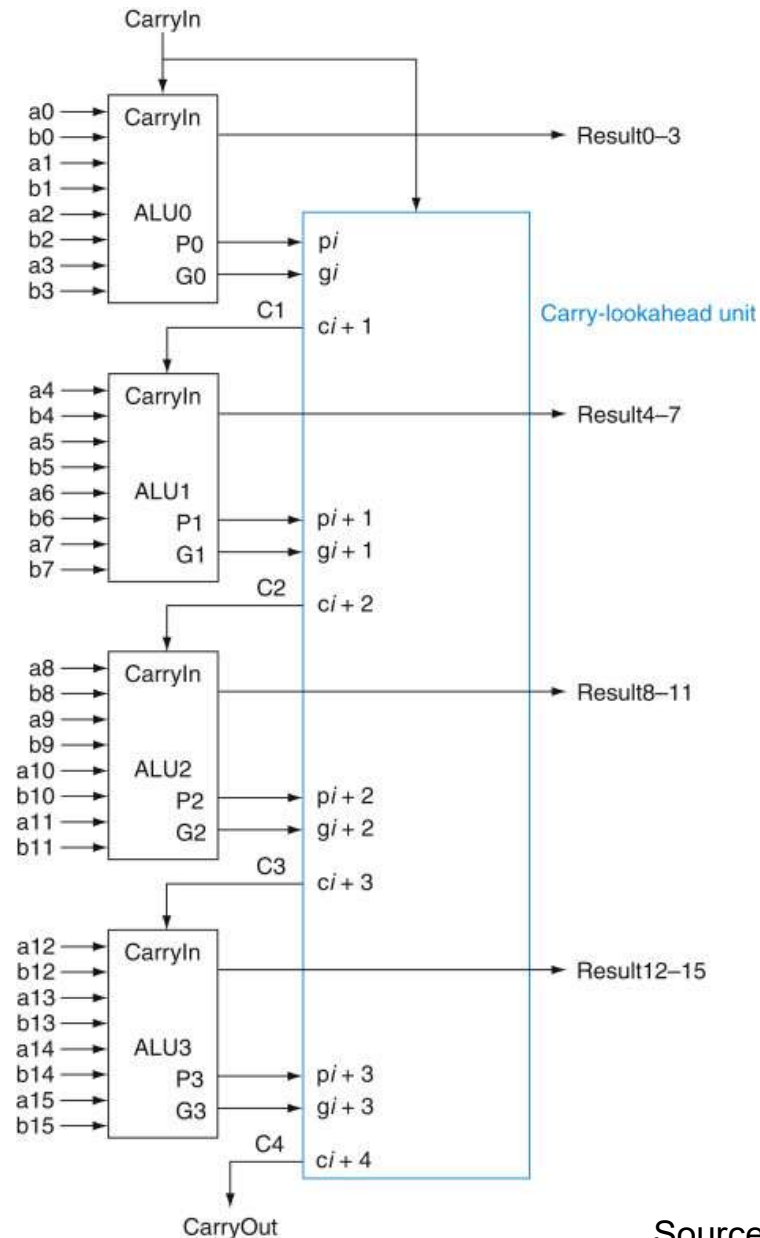 CarryIn
a0
CarryIn
b0
Result0–3
a1
b1
a2
ALU0
b2
P0
pi
a3
G0
gi
b3
C1
ci + 1
Carry-lookahead unit
a4
CarryIn
b4
Result4–7
a5
b5
a6
ALU1
b6
P1
pi + 1
a7
G1
gi + 1
b7
C2
ci + 2
a8
CarryIn
b8
Result8–11
a9
b9
a10
ALU2
b10
P2
pi + 2
a11
G2
gi + 2
b11
C3
ci + 3
a12
CarryIn
b12
Result12–15
a13
b13
a14
ALU3
b14
P3
pi + 3
a15
G3
gi + 3
b15
C4
ci + 4
CarryOut
Source